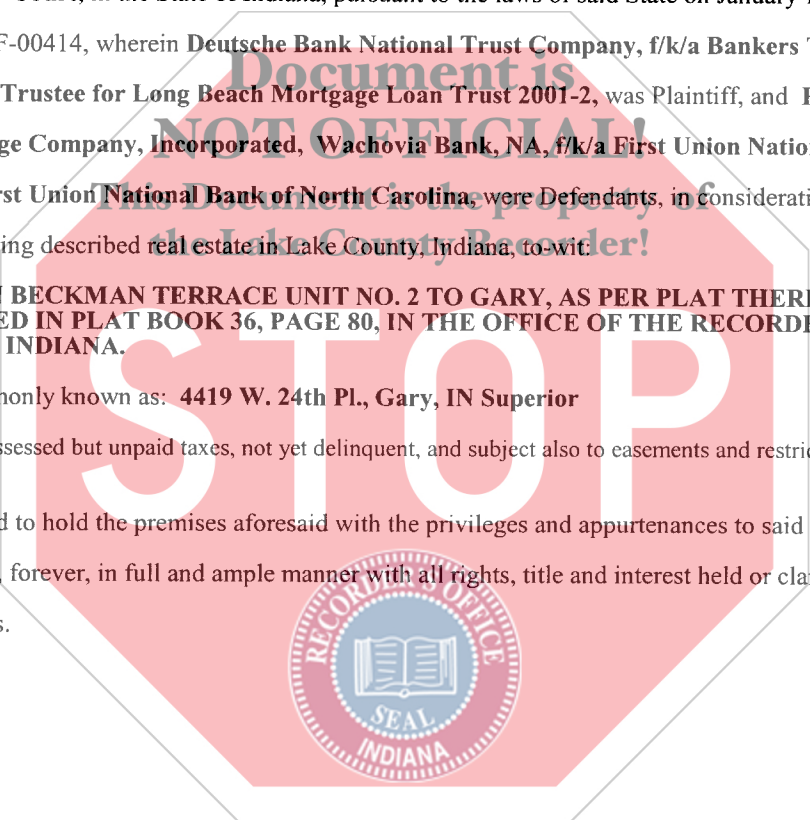 Court, in the State of Indiana, pursuant to the laws of said State on January
F-00414, wherein Deutsche Bank National Trust Company, f/k/a Bankers
Trustee for Long Beach Mortgage Loan Trust 2001-2, was Plaintiff, and
ge Company, Incorporated, Wachovia Bank, NA, f/k/a First Union Natio
rst Union National Bank of North Carolina, were Defendants, in considerati
ing described real estate in Lake County, Indiana, to-wit:
BECKMAN TERRACE UNIT NO. 2 TO GARY, AS PER PLAT THER
ED IN PLAT BOOK 36, PAGE 80, IN THE OFFICE OF THE RECORDE
INDIANA.
monly known as: 4419 W. 24th Pl., Gary, IN Superior
ssessed but unpaid taxes, not yet delinquent, and subject also to easements and restric
d to hold the premises aforesaid with the privileges and appurtenances to said
, forever, in full and ample manner with all rights, title and interest held or cla
s.
Document is
NOT OFFICIAL!
This Document is the property of
the Lake County Recorder!
STOP
RECORDER'S OFFICE
SEAL
INDIANA